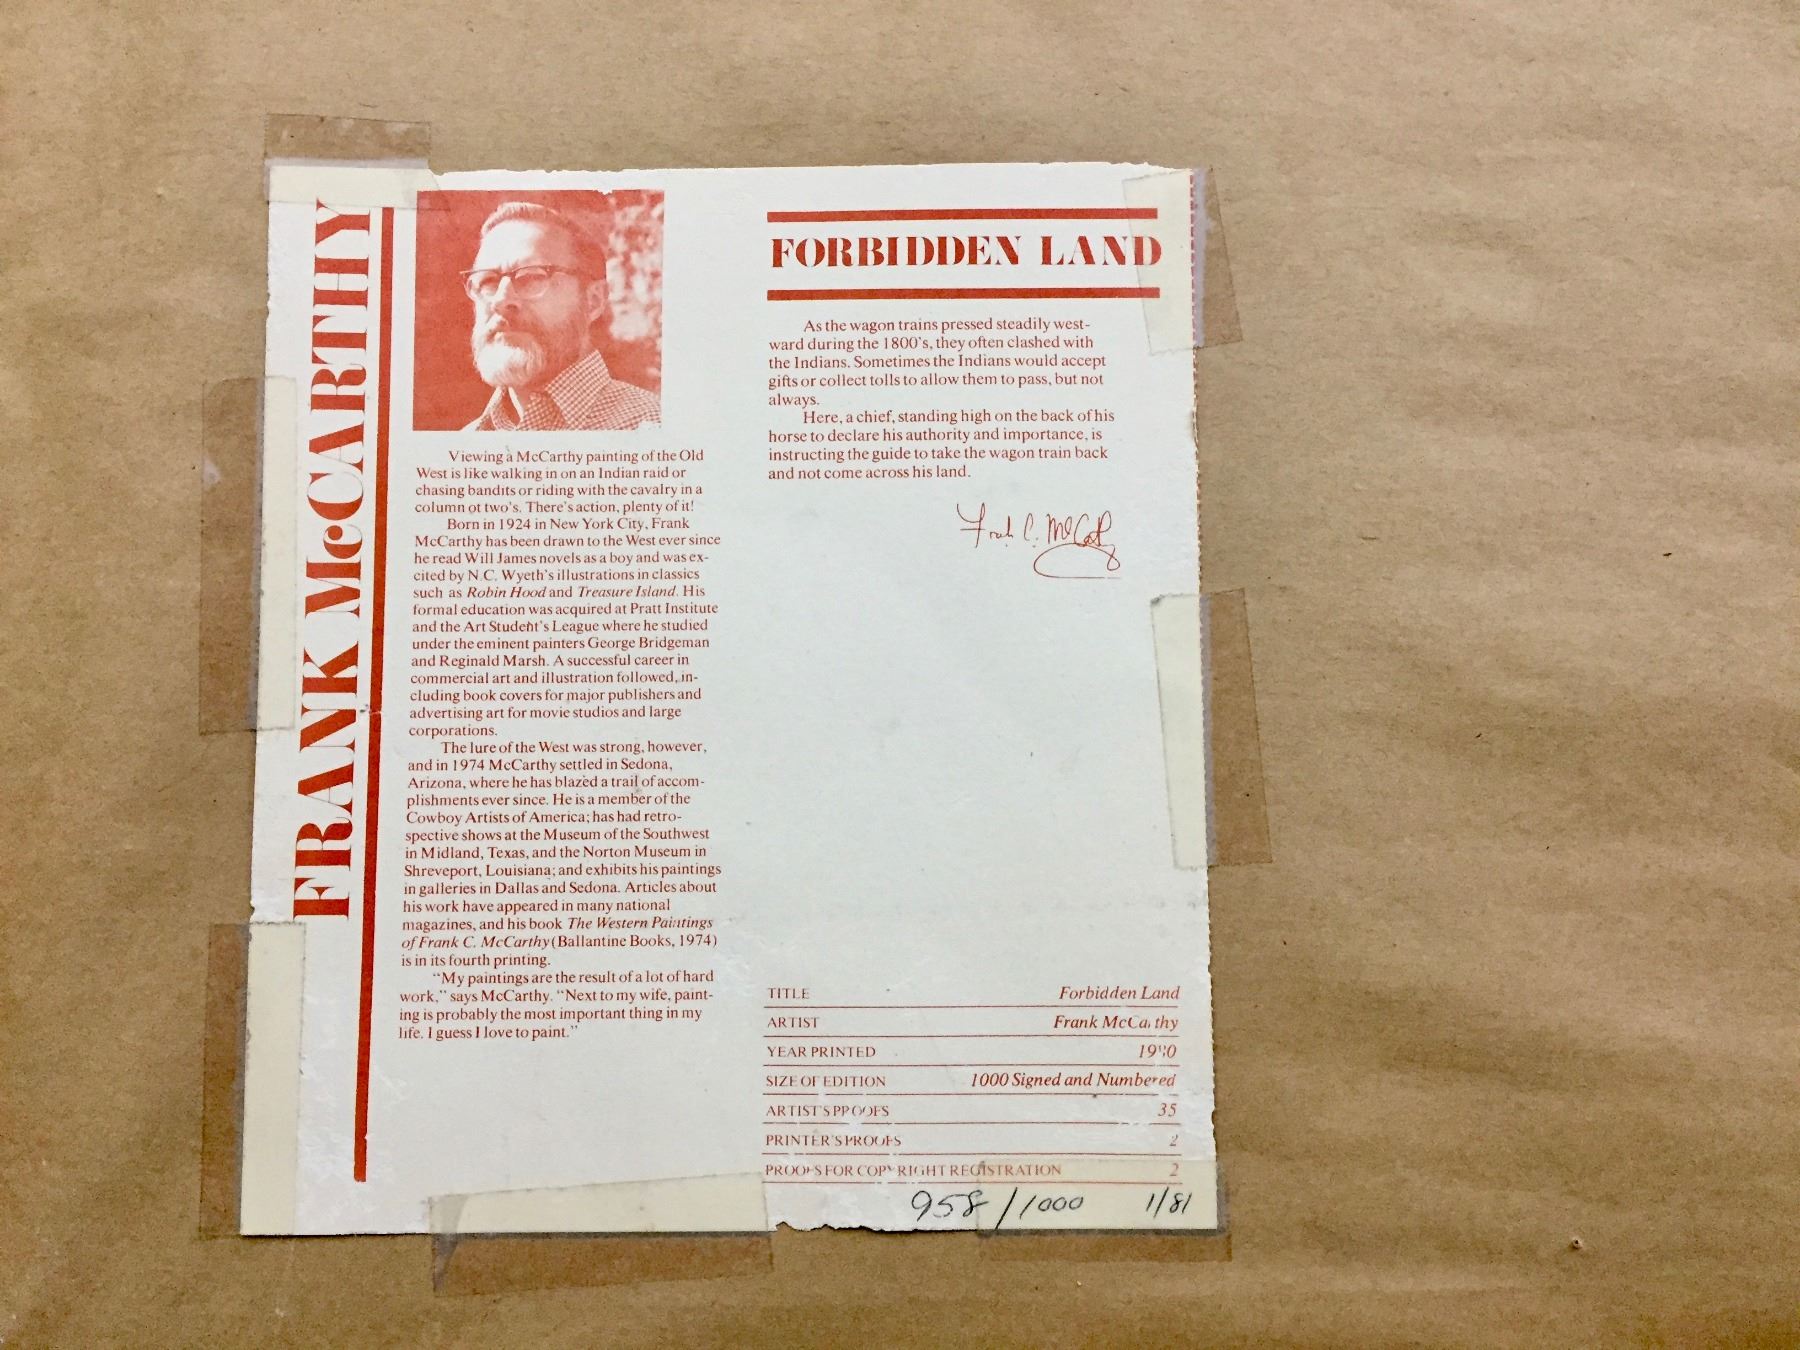 FRANK McCARTHY
Viewing a McCarthy painting of the Old
West is like walking in on an Indian raid or
chasing bandits or riding with the cavalry in a
column of two's. There's action, plenty of it!
Born in 1924 in New York City, Frank
McCarthy has been drawn to the West ever since
he read Will James novels as a boy and was ex-
cited by N.C. Wyeth's illustrations in classics
such as Robin Hood and Treasure Island. His
formal education was acquired at Pratt Institute
and the Art Student's League where he studied
under the eminent painters George Bridgeman
and Reginald Marsh. A successful career in
commercial art and illustration followed, in-
cluding book covers for major publishers and
advertising art for movie studios and large
corporations.
The lure of the West was strong, however,
and in 1974 McCarthy settled in Sedona,
Arizona, where he has blazed a trail of accom-
plishments ever since. He is a member of the
Cowboy Artists of America; has had retro-
spective shows at the Museum of the Southwest
in Midland, Texas, and the Norton Museum in
Shreveport, Louisiana; and exhibits his paintings
in galleries in Dallas and Sedona. Articles about
his work have appeared in many national
magazines, and his book The Western Paintings
of Frank C. McCarthy (Ballantine Books, 1974)
is in its fourth printing.
"My paintings are the result of a lot of hard
work," says McCarthy. "Next to my wife, paint-
ing is probably the most important thing in my
life. I guess I love to paint."
FORBIDDEN LAND
As the wagon trains pressed steadily west-
ward during the 1800's, they often clashed with
the Indians. Sometimes the Indians would accept
gifts or collect tolls to allow them to pass, but not
always.
Here, a chief, standing high on the back of his
horse to declare his authority and importance, is
instructing the guide to take the wagon train back
and not come across his land.
Frank C. McCarthy
TITLE Forbidden Land
ARTIST Frank McCarthy
YEAR PRINTED 1980
SIZE OF EDITION 1000 Signed and Numbered
ARTIST'S PROOFS 35
PRINTER'S PROOFS 2
PROOFS FOR COPYRIGHT REGISTRATION 2
958/1000 1/81